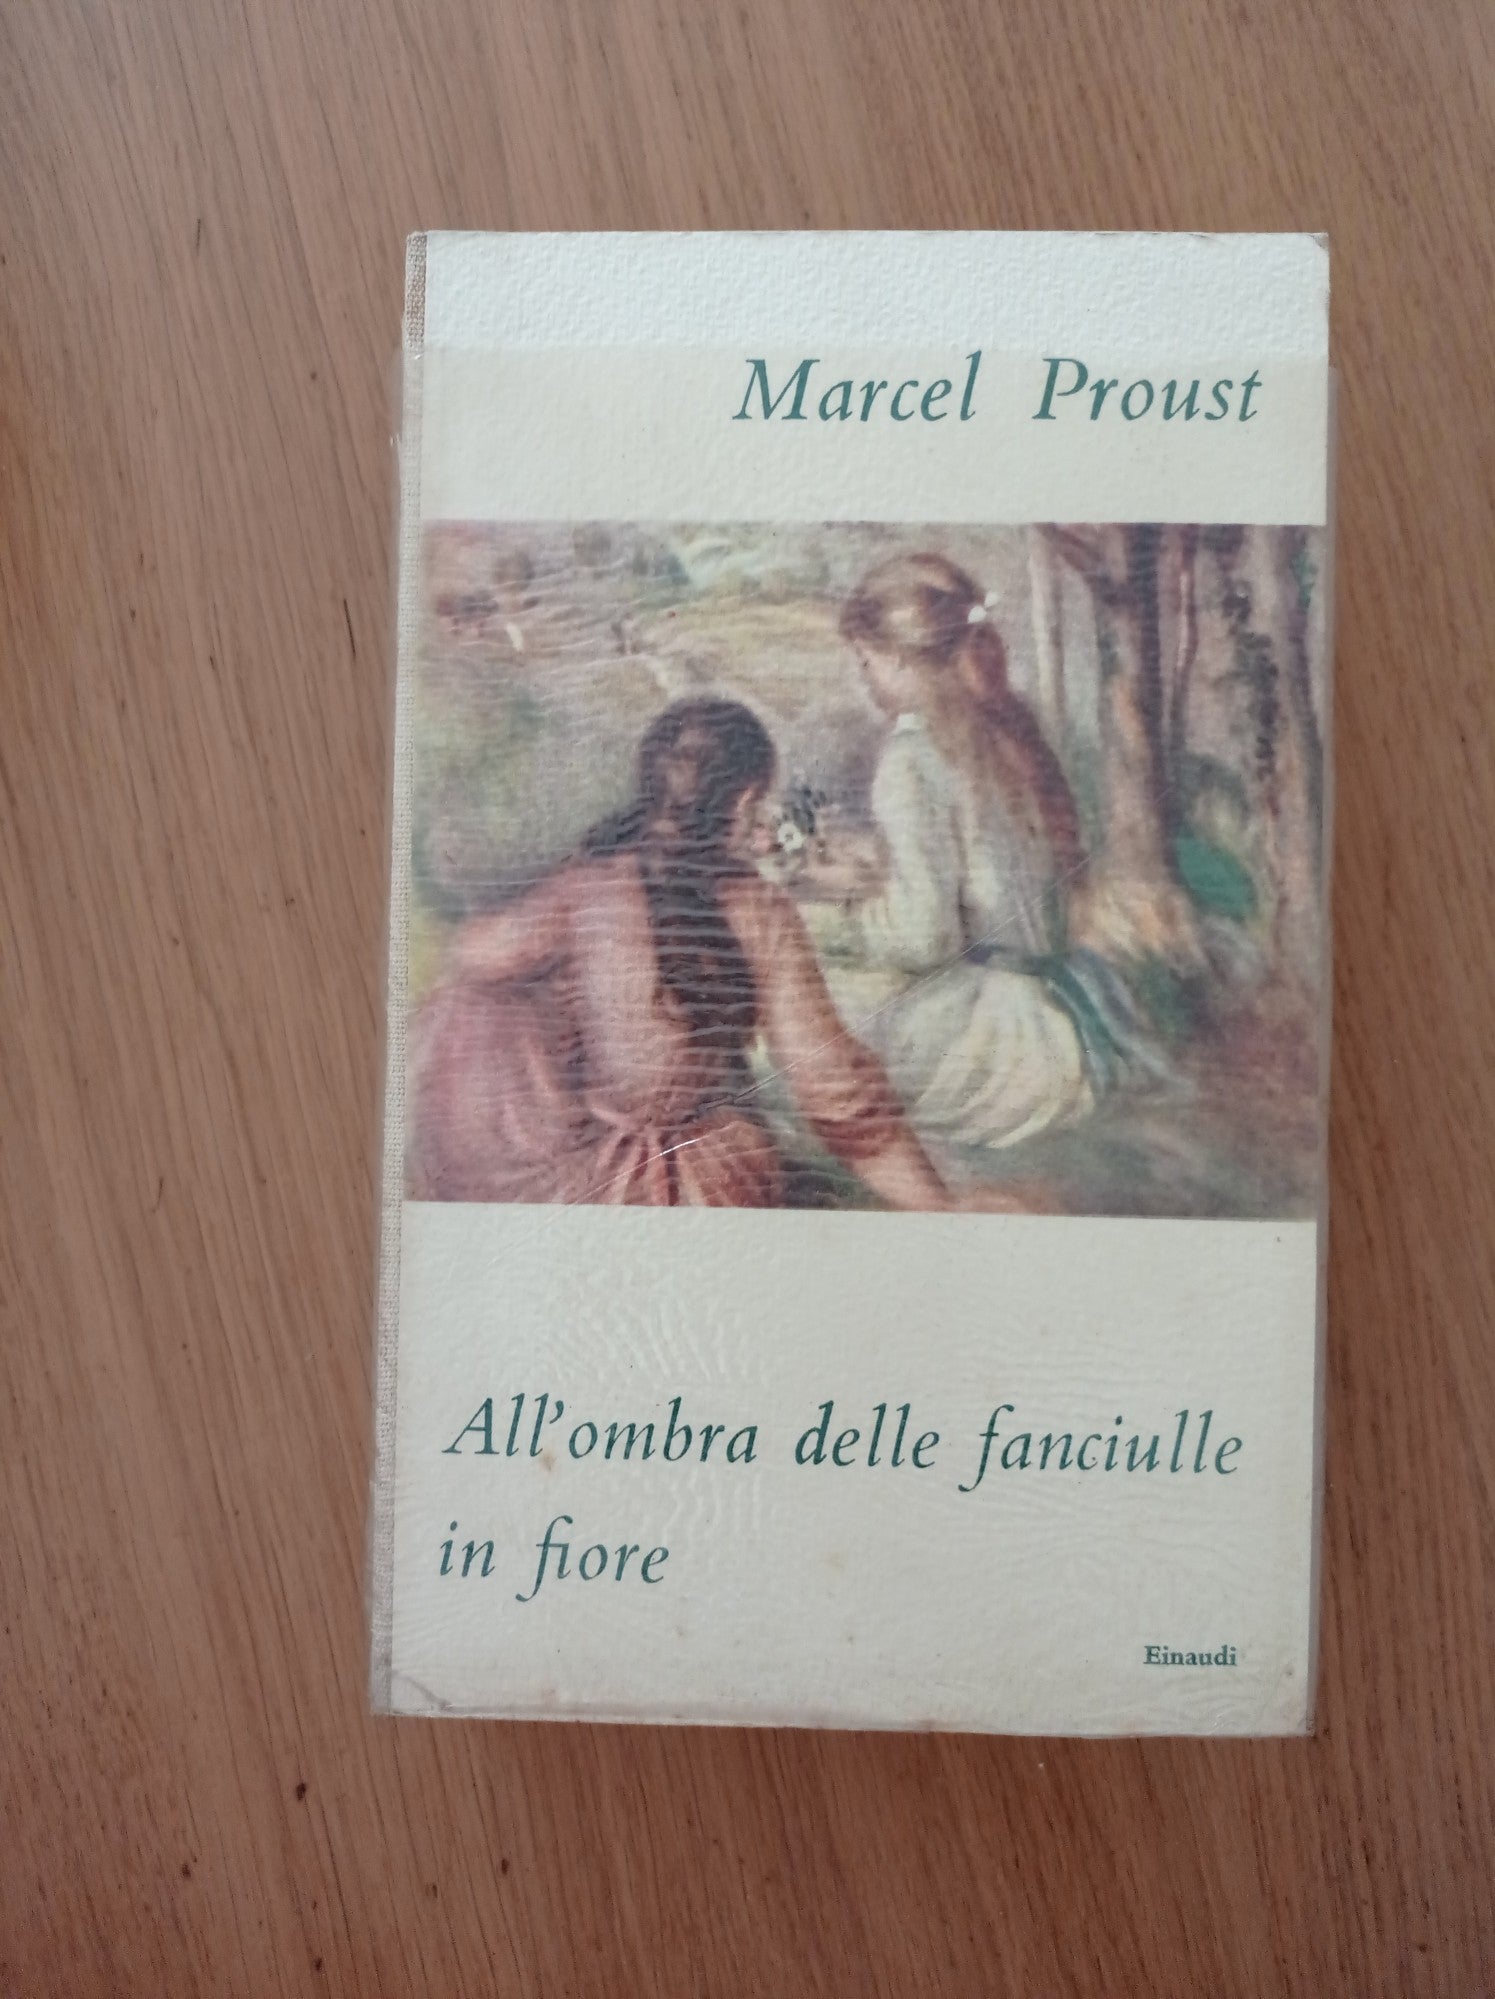 Marcel Proust
All'ombra delle fanciulle
in fiore
Einaudi